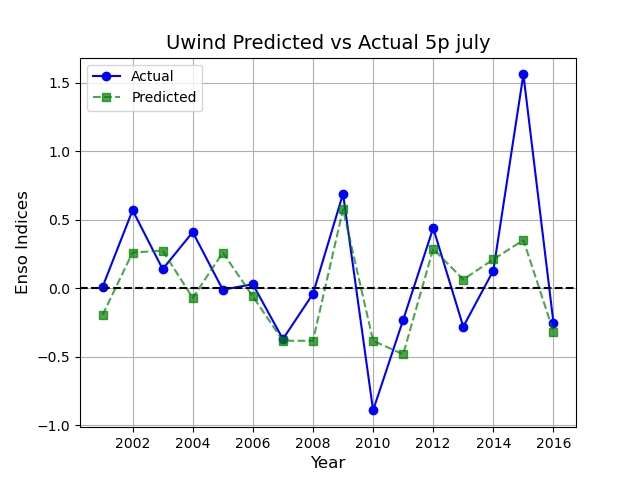 Uwind Predicted vs Actual 5p july
Actual
Predicted
1.5
1.0
0.5
0.0
−0.5
−1.0
Enso Indices
2002 2004 2006 2008 2010 2012 2014 2016
Year